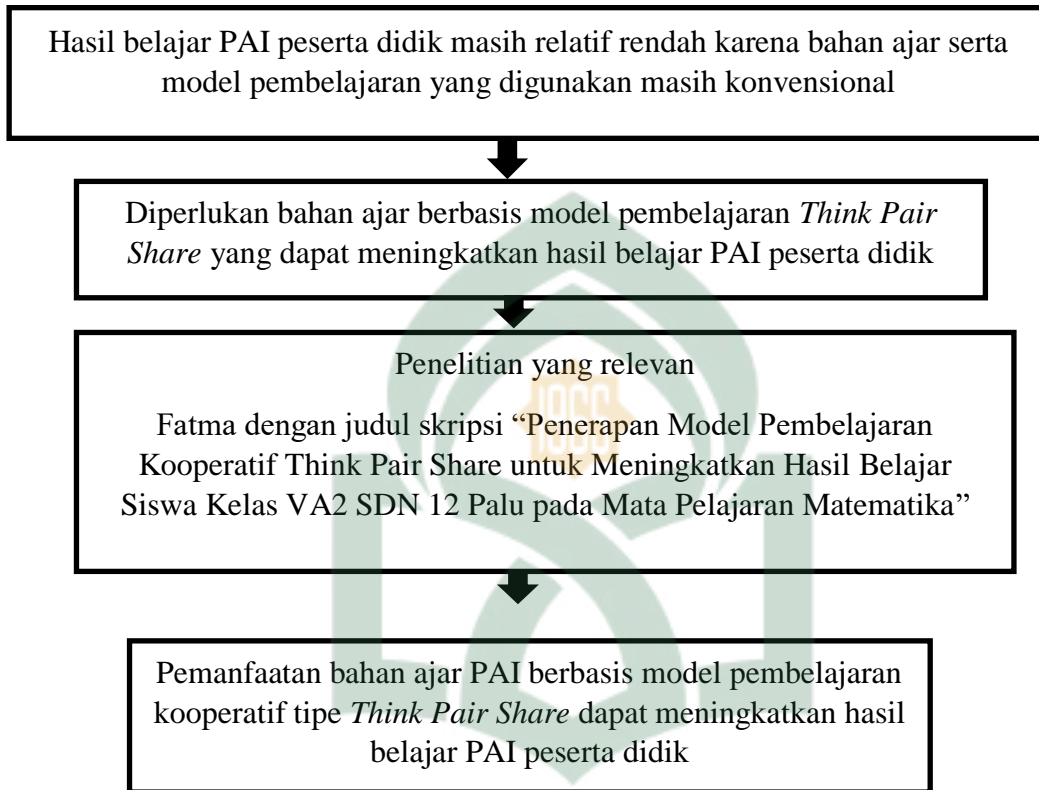 Hasil belajar PAI peserta didik masih relatif rendah karena bahan ajar serta
model pembelajaran yang digunakan masih konvensional
Diperlukan bahan ajar berbasis model pembelajaran Think Pair
Share yang dapat meningkatkan hasil belajar PAI peserta didik
Penelitian yang relevan
1966
Fatma dengan judul skripsi “Penerapan Model Pembelajaran
Kooperatif Think Pair Share untuk Meningkatkan Hasil Belajar
Siswa Kelas VA2 SDN 12 Palu pada Mata Pelajaran Matematika”
Pemanfaatan bahan ajar PAI berbasis model pembelajaran
kooperatif tipe Think Pair Share dapat meningkatkan hasil
belajar PAI peserta didik